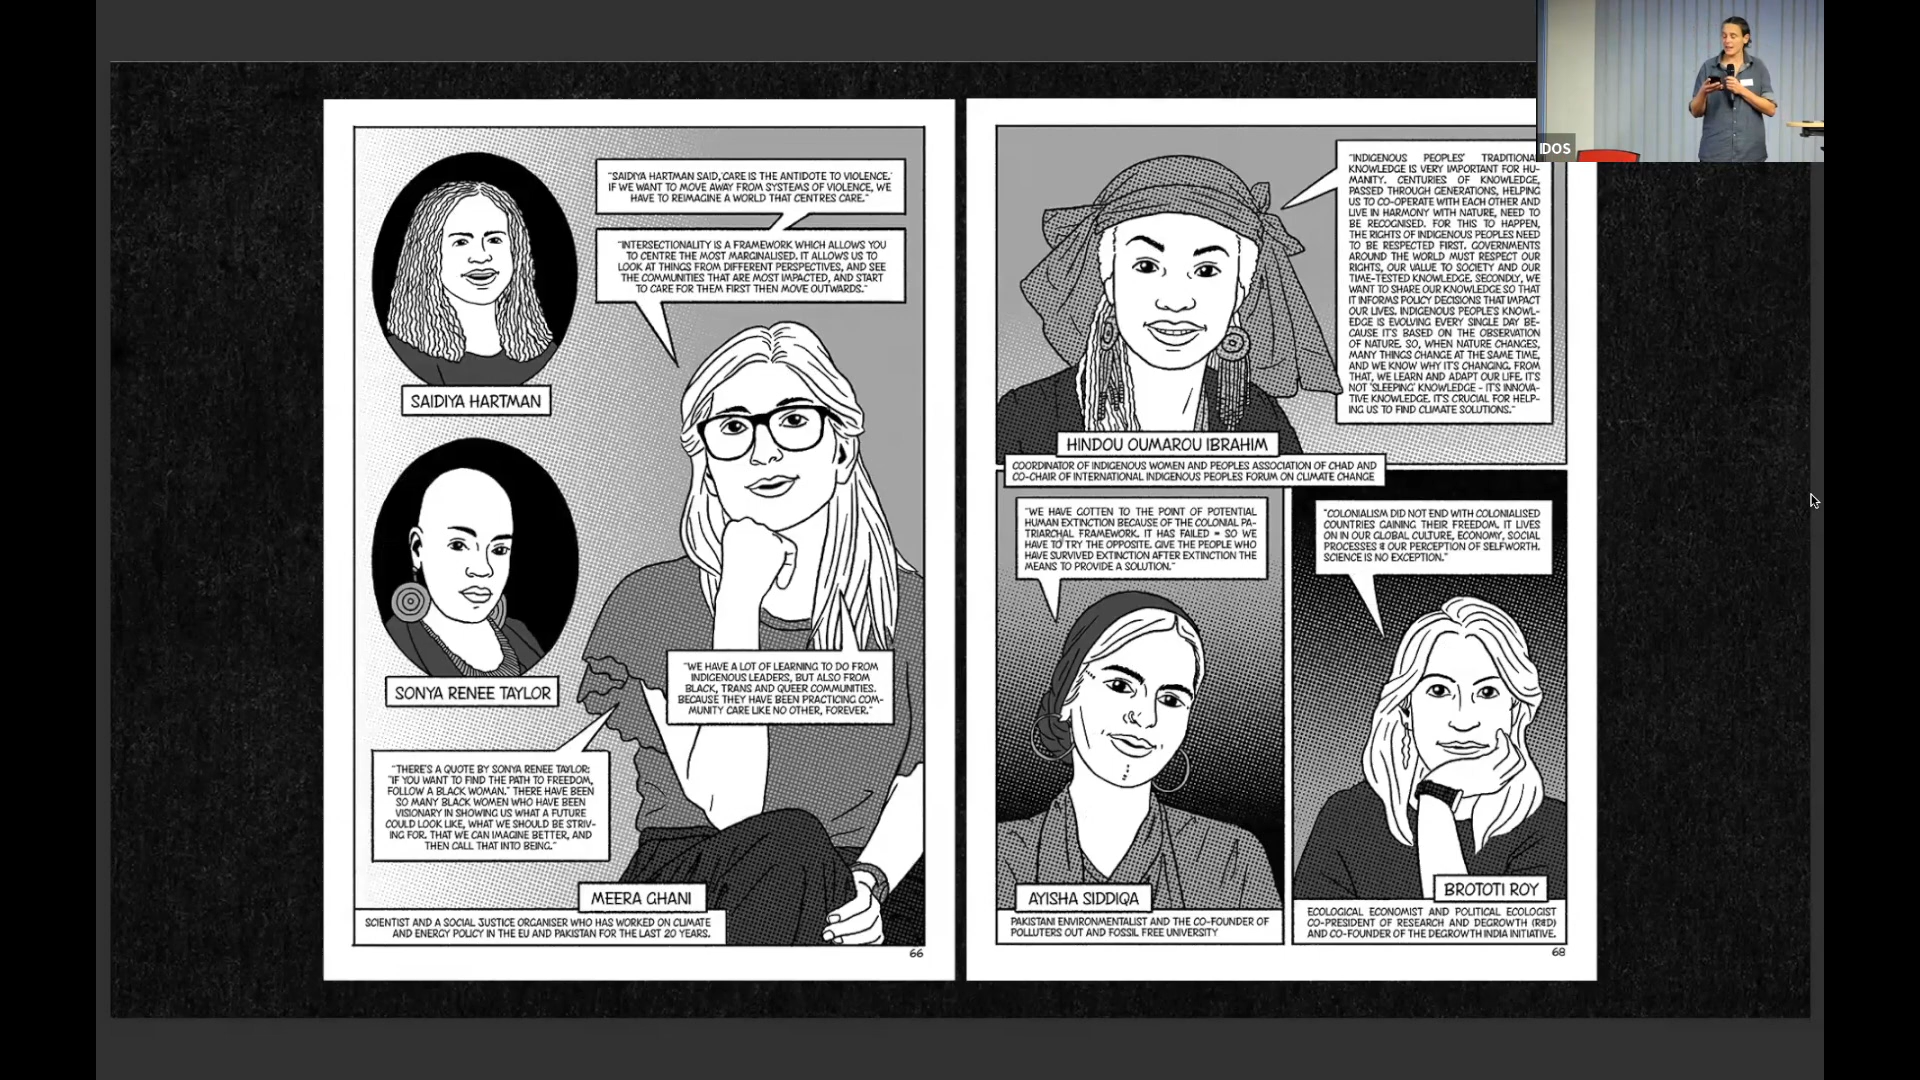 "SAIDIYA HARTMAN SAID, 'CARE IS THE ANTIDOTE TO VIOLENCE.'
IF WE WANT TO MOVE AWAY FROM SYSTEMS OF VIOLENCE, WE
HAVE TO REIMAGINE A WORLD THAT CENTRES CARE."
"INTERSECTIONALITY IS A FRAMEWORK WHICH ALLOWS YOU
TO CENTRE THE MOST MARGINALISED. IT ALLOWS US TO
LOOK AT THINGS FROM DIFFERENT PERSPECTIVES, AND SEE
THE COMMUNITIES THAT ARE MOST IMPACTED, AND START
TO CARE FOR THEM FIRST THEN MOVE OUTWARDS."
SAIDIYA HARTMAN
SONYA RENEE TAYLOR
"WE HAVE A LOT OF LEARNING TO DO FROM
INDIGENOUS LEADERS, BUT ALSO FROM
BLACK, TRANS AND QUEER COMMUNITIES.
BECAUSE THEY HAVE BEEN PRACTICING COM-
MUNITY CARE LIKE NO OTHER, FOREVER."
"THERE'S A QUOTE BY SONYA RENEE TAYLOR:
"IF YOU WANT TO FIND THE PATH TO FREEDOM,
FOLLOW A BLACK WOMAN." THERE HAVE BEEN
SO MANY BLACK WOMEN WHO HAVE BEEN
VISIONARY IN SHOWING US WHAT A FUTURE
COULD LOOK LIKE, WHAT WE SHOULD BE STRIV-
ING FOR. THAT WE CAN IMAGINE BETTER, AND
THEN CALL THAT INTO BEING."
MEERA GHANI
SCIENTIST AND A SOCIAL JUSTICE ORGANISER WHO HAS WORKED ON CLIMATE
AND ENERGY POLICY IN THE EU AND PAKISTAN FOR THE LAST 20 YEARS.
66
"INDIGENOUS PEOPLES' TRADITIONAL
KNOWLEDGE IS VERY IMPORTANT FOR HU-
MANITY. CENTURIES OF KNOWLEDGE,
PASSED THROUGH GENERATIONS, HELPING
US TO CO-OPERATE WITH EACH OTHER AND
LIVE IN HARMONY WITH NATURE, NEED TO
BE RECOGNISED. FOR THIS TO HAPPEN,
THE RIGHTS OF INDIGENOUS PEOPLES NEED
TO BE RESPECTED FIRST. GOVERNMENTS
AROUND THE WORLD MUST RESPECT OUR
RIGHTS, OUR VALUE TO SOCIETY AND OUR
TIME-TESTED KNOWLEDGE. SECONDLY, WE
WANT TO SHARE OUR KNOWLEDGE SO THAT
IT INFORMS POLICY DECISIONS THAT IMPACT
OUR LIVES. INDIGENOUS PEOPLE'S KNOWL-
EDGE IS EVOLVING EVERY SINGLE DAY BE-
CAUSE IT'S BASED ON THE OBSERVATION
OF NATURE. SO, WHEN NATURE CHANGES,
MANY THINGS CHANGE AT THE SAME TIME,
AND WE KNOW WHY IT'S CHANGING. FROM
THAT, WE LEARN AND ADAPT OUR LIFE. IT'S
NOT 'SLEEPING' KNOWLEDGE - IT'S INNOVA-
TIVE KNOWLEDGE. IT'S CRUCIAL FOR HELP-
ING US TO FIND CLIMATE SOLUTIONS."
HINDOU OUMAROU IBRAHIM
COORDINATOR OF INDIGENOUS WOMEN AND PEOPLES ASSOCIATION OF CHAD AND
CO-CHAIR OF INTERNATIONAL INDIGENOUS PEOPLES FORUM ON CLIMATE CHANGE
"WE HAVE GOTTEN TO THE POINT OF POTENTIAL
HUMAN EXTINCTION BECAUSE OF THE COLONIAL PA-
TRIARCHAL FRAMEWORK. IT HAS FAILED - SO WE
HAVE TO TRY THE OPPOSITE. GIVE THE PEOPLE WHO
HAVE SURVIVED EXTINCTION AFTER EXTINCTION THE
MEANS TO PROVIDE A SOLUTION."
AYISHA SIDDIQA
PAKISTANI ENVIRONMENTALIST AND THE CO-FOUNDER OF
POLLUTERS OUT AND FOSSIL FREE UNIVERSITY
"COLONIALISM DID NOT END WITH COLONIALISED
COUNTRIES GAINING THEIR FREEDOM. IT LIVES
ON IN OUR GLOBAL CULTURE, ECONOMY, SOCIAL
PROCESSES & OUR PERCEPTION OF SELFWORTH.
SCIENCE IS NO EXCEPTION."
BROTOTI ROY
ECOLOGICAL ECONOMIST AND POLITICAL ECOLOGIST
CO-PRESIDENT OF RESEARCH AND DEGROWTH (R&D)
AND CO-FOUNDER OF THE DEGROWTH INDIA INITIATIVE.
68
IDOS